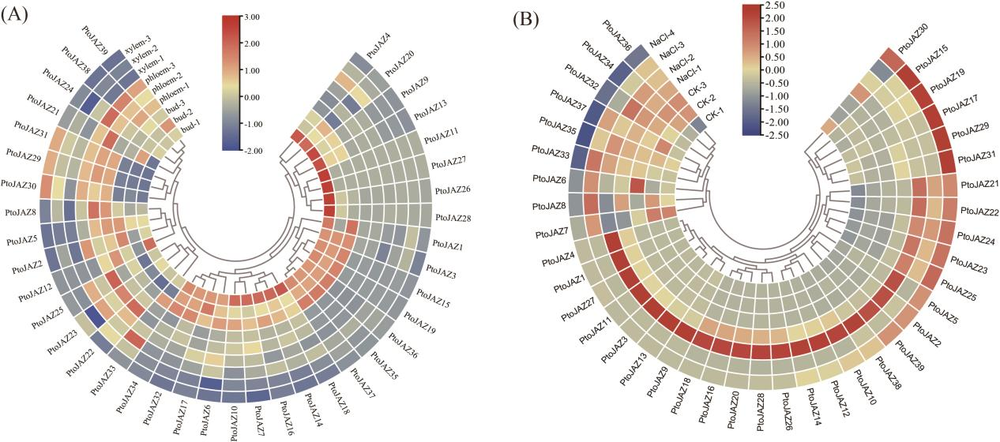 (A)
3.00
2.00
1.00
0.00
-1.00
-2.00
xylem-3
xylem-2
xylem-1
phloem-3
phloem-2
phloem-1
bud-3
bud-2
bud-1
PtoJAZ4
PtoJAZ20
PtoJAZ9
PtoJAZ13
PtoJAZ11
PtoJAZ27
PtoJAZ26
PtoJAZ28
PtoJAZ1
PtoJAZ3
PtoJAZ15
PtoJAZ19
PtoJAZ36
PtoJAZ35
PtoJAZ37
PtoJAZ18
PtoJAZ14
PtoJAZ16
PtoJAZ7
PtoJAZ10
PtoJAZ6
PtoJAZ17
PtoJAZ32
PtoJAZ34
PtoJAZ33
PtoJAZ22
PtoJAZ23
PtoJAZ25
PtoJAZ12
PtoJAZ2
PtoJAZ5
PtoJAZ8
PtoJAZ30
PtoJAZ29
PtoJAZ31
PtoJAZ21
PtoJAZ24
PtoJAZ38
PtoJAZ39
(B)
2.50
2.00
1.50
1.00
0.50
0.00
-0.50
-1.00
-1.50
-2.00
-2.50
NaCl-4
NaCl-3
NaCl-2
NaCl-1
CK-3
CK-2
CK-1
PtoJAZ30
PtoJAZ15
PtoJAZ19
PtoJAZ17
PtoJAZ29
PtoJAZ31
PtoJAZ21
PtoJAZ22
PtoJAZ24
PtoJAZ23
PtoJAZ25
PtoJAZ5
PtoJAZ2
PtoJAZ39
PtoJAZ38
PtoJAZ10
PtoJAZ12
PtoJAZ14
PtoJAZ26
PtoJAZ28
PtoJAZ20
PtoJAZ16
PtoJAZ18
PtoJAZ9
PtoJAZ13
PtoJAZ3
PtoJAZ11
PtoJAZ27
PtoJAZ1
PtoJAZ4
PtoJAZ7
PtoJAZ8
PtoJAZ6
PtoJAZ33
PtoJAZ35
PtoJAZ37
PtoJAZ32
PtoJAZ34
PtoJAZ36